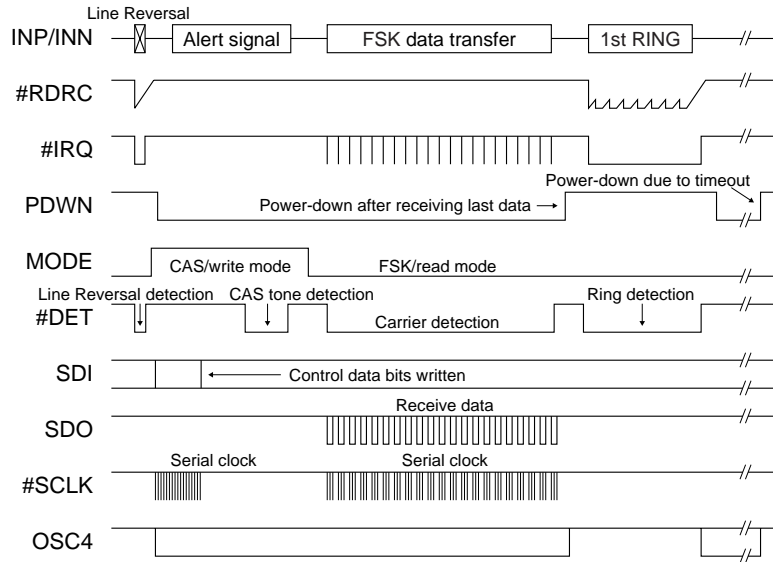 Line Reversal
INP/INN
Alert signal
FSK data transfer
1st RING
#RDRC
#IRQ
Power-down due to timeout
PDWN
Power-down after receiving last data
MODE
CAS/write mode
FSK/read mode
Line Reversal detection
CAS tone detection
Ring detection
#DET
Carrier detection
SDI
Control data bits written
Receive data
SDO
Serial clock
Serial clock
#SCLK
OSC4